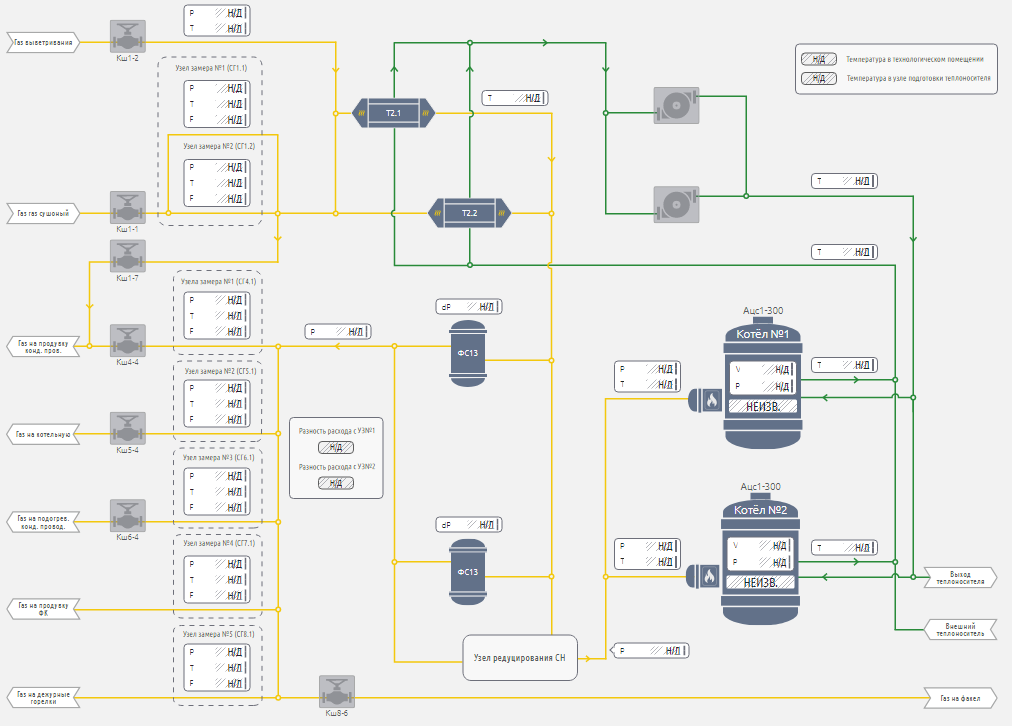 Газ выветривания
Кш1-2
P Н/Д
T Н/Д
Узел замера №1 (СГ1.1)
P Н/Д
T Н/Д
F Н/Д
Узел замера №2 (СГ1.2)
P Н/Д
T Н/Д
F Н/Д
Газ газ сушоный
Кш1-1
Кш1-7
T2.1
T Н/Д
T2.2
Н/Д Температура в технологическом помещении
Н/Д Температура в узле подготовки теплоносителя
T Н/Д
T Н/Д
Узела замера №1 (СГ4.1)
P Н/Д
T Н/Д
F Н/Д
Газ на продувку
конд. пров.
Кш4-4
P Н/Д
dP Н/Д
ФС13
Узел замера №2 (СГ5.1)
P Н/Д
T Н/Д
F Н/Д
Газ на котельную
Кш5-4
Разность расхода с УЗ№1
Н/Д
Разность расхода с УЗ№2
Н/Д
Ацс1-300
Котёл №1
V Н/Д
P Н/Д
НЕИЗВ.
P Н/Д
T Н/Д
T Н/Д
Узел замера №3 (СГ6.1)
P Н/Д
T Н/Д
F Н/Д
Газ на подогрев.
конд. провод.
Кш6-4
dP Н/Д
ФС13
Ацс1-300
Котёл №2
V Н/Д
P Н/Д
НЕИЗВ.
P Н/Д
T Н/Д
T Н/Д
Узел замера №4 (СГ7.1)
P Н/Д
T Н/Д
F Н/Д
Газ на продувку
ФК
Выход
теплоносителя
Внешний
теплоноситель
Узел замера №5 (СГ8.1)
P Н/Д
T Н/Д
F Н/Д
Узел редуцирования СН
P Н/Д
Газ на дежурные
горелки
Кш8-6
Газ на факел